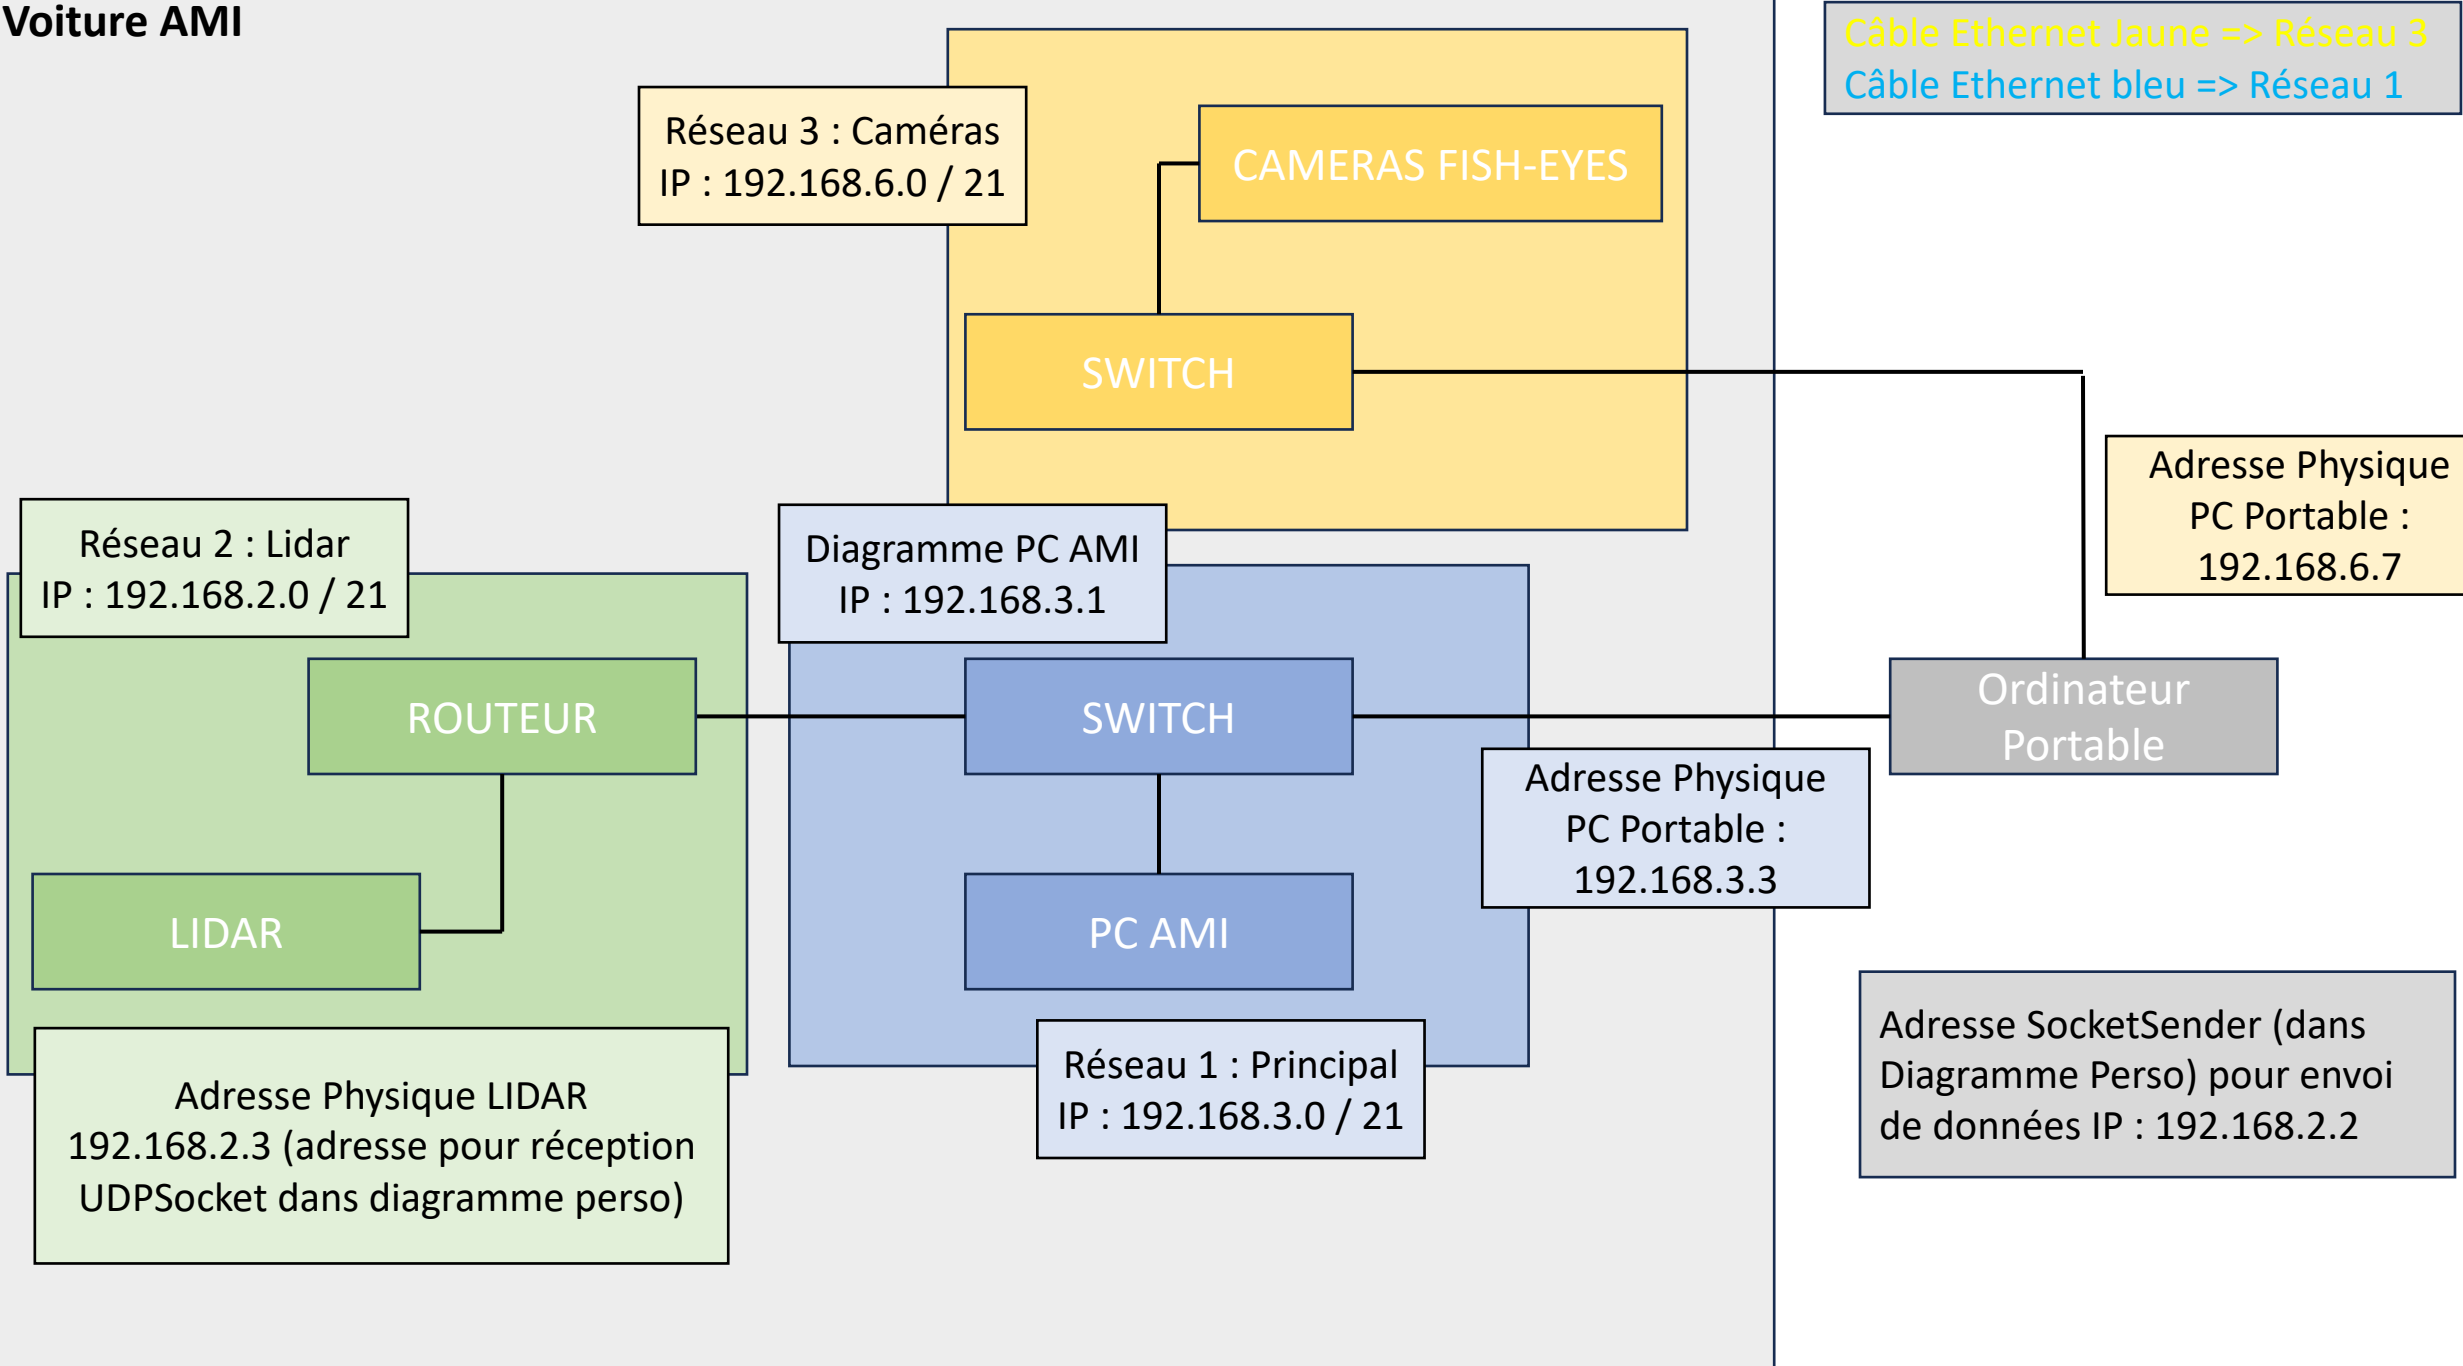 Voiture AMI
Câble Ethernet Jaune => Réseau 3
Câble Ethernet bleu => Réseau 1
Réseau 3 : Caméras
IP : 192.168.6.0 / 21
CAMERAS FISH-EYES
SWITCH
Adresse Physique
PC Portable :
192.168.6.7
Réseau 2 : Lidar
IP : 192.168.2.0 / 21
Diagramme PC AMI
IP : 192.168.3.1
ROUTEUR
SWITCH
Ordinateur
Portable
Adresse Physique
PC Portable :
192.168.3.3
LIDAR
PC AMI
Adresse Physique LIDAR
192.168.2.3 (adresse pour réception
UDPSocket dans diagramme perso)
Réseau 1 : Principal
IP : 192.168.3.0 / 21
Adresse SocketSender (dans
Diagramme Perso) pour envoi
de données IP : 192.168.2.2